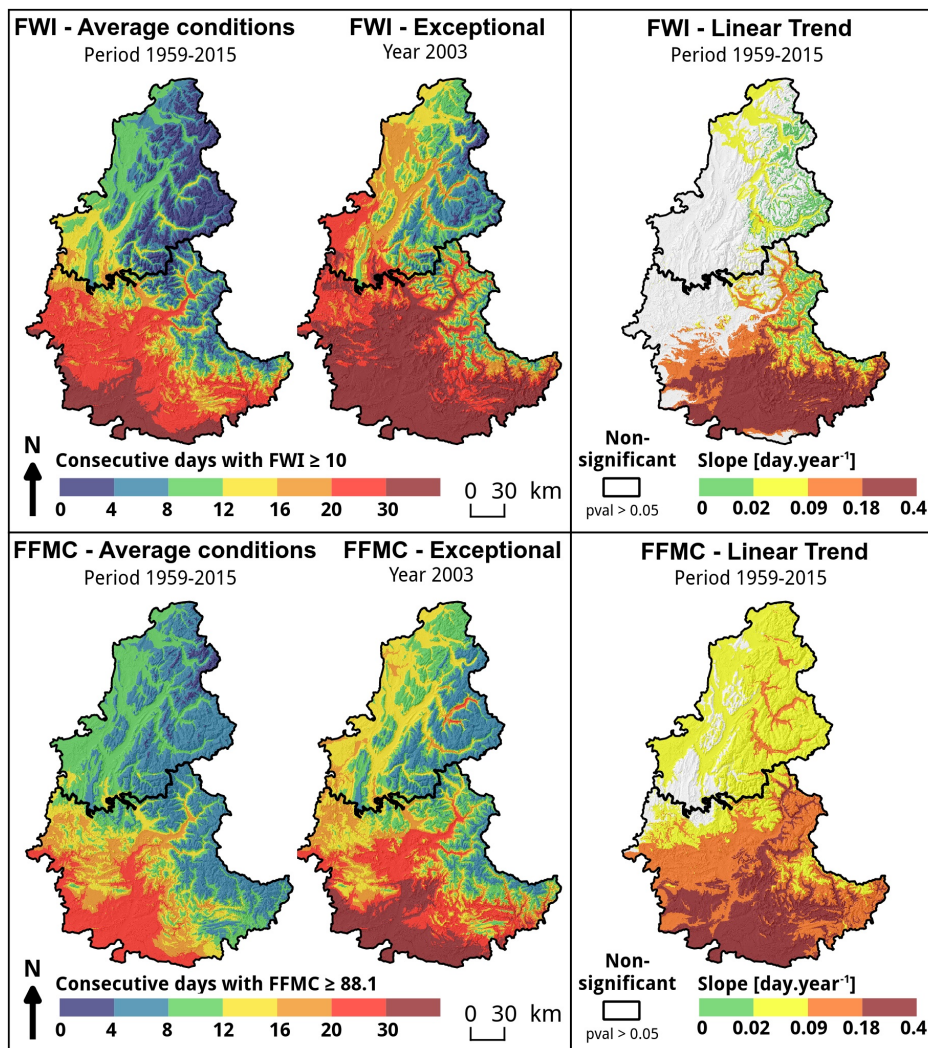 FWI - Average conditions
Period 1959-2015
FWI - Exceptional
Year 2003
FWI - Linear Trend
Period 1959-2015
N
Consecutive days with FWI ≥ 10
0 4 8 12 16 20 30
0 30 km
Non-
significant
pval > 0.05
Slope [day.year⁻¹]
0 0.02 0.09 0.18 0.4
FFMC - Average conditions
Period 1959-2015
FFMC - Exceptional
Year 2003
FFMC - Linear Trend
Period 1959-2015
N
Consecutive days with FFMC ≥ 88.1
0 4 8 12 16 20 30
0 30 km
Non-
significant
pval > 0.05
Slope [day.year⁻¹]
0 0.02 0.09 0.18 0.4